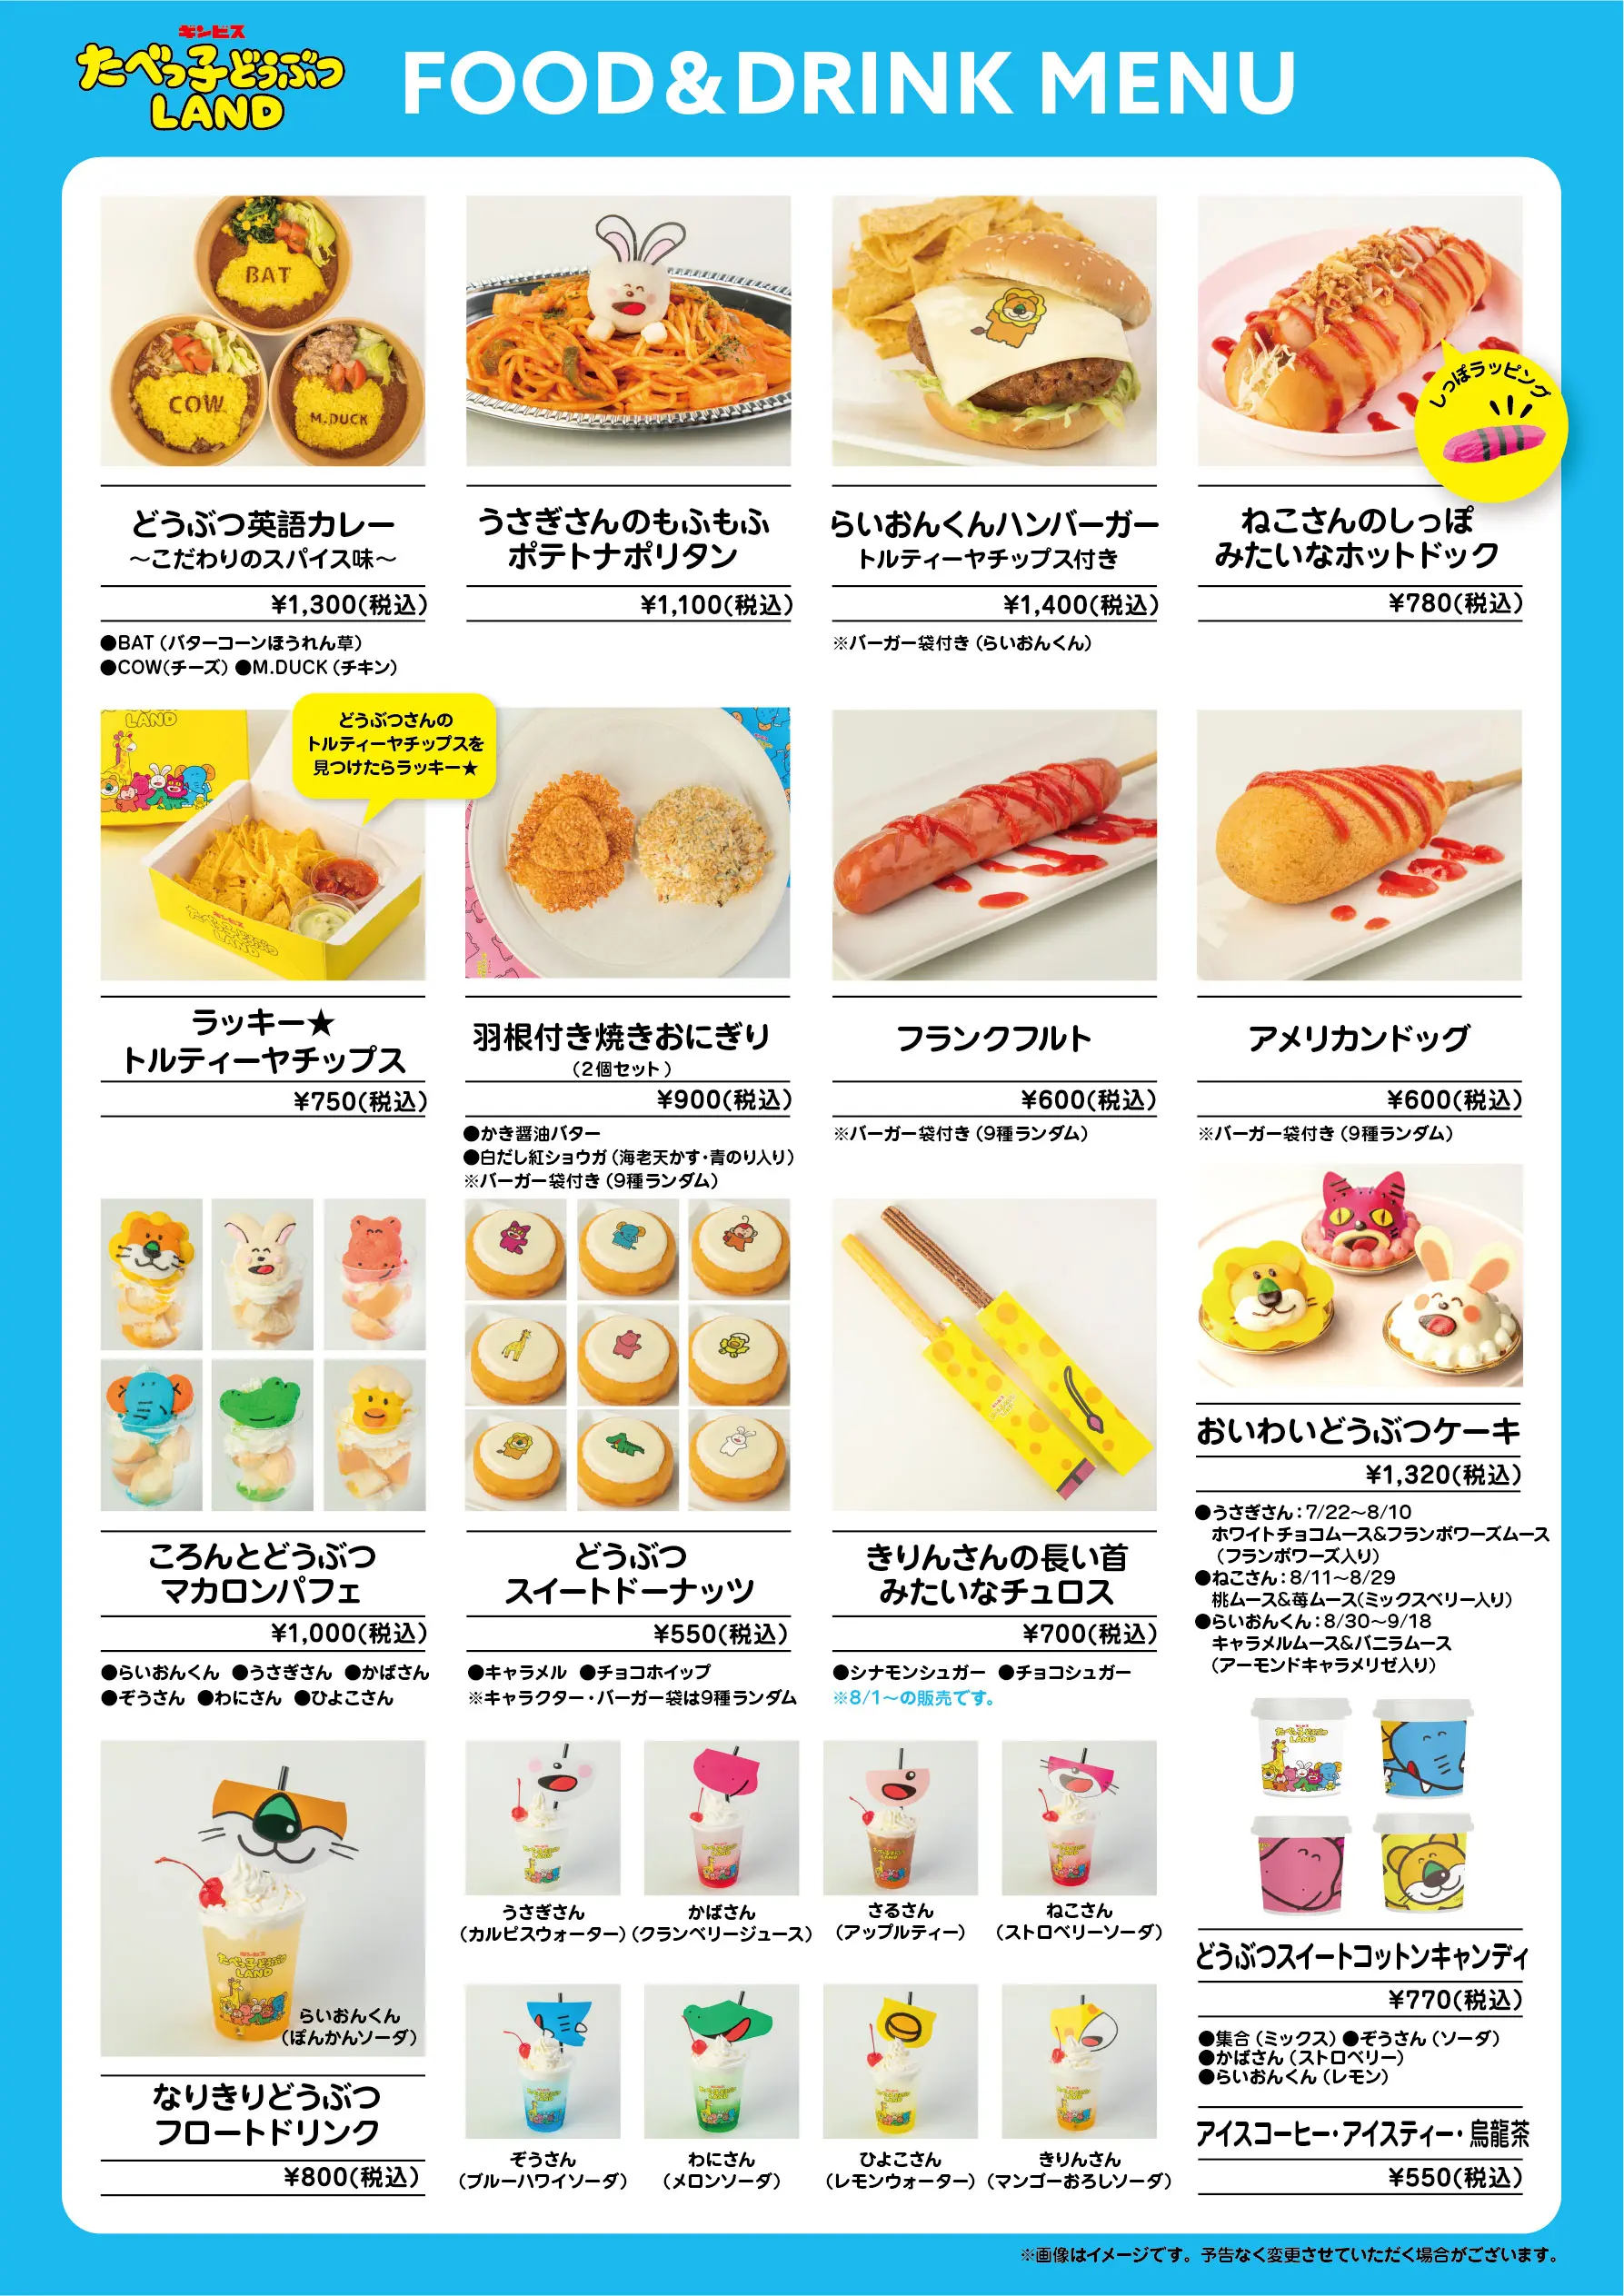 ギンビス
たべっ子どうぶつ
LAND
FOOD&DRINK MENU
BAT
COW
M.DUCK
しっぽラッピング
どうぶつ英語カレー
～こだわりのスパイス味～
¥1,300(税込)
●BAT（バターコーンほうれん草）
●COW(チーズ) ●M.DUCK（チキン）
うさぎさんのもふもふ
ポテトナポリタン
¥1,100(税込)
らいおんくんハンバーガー
トルティーヤチップス付き
¥1,400(税込)
※バーガー袋付き（らいおんくん）
ねこさんのしっぽ
みたいなホットドック
¥780(税込)
どうぶつさんの
トルティーヤチップスを
見つけたらラッキー★
LAND
ギンビス
たべっ子どうぶつ
LAND
ラッキー★
トルティーヤチップス
¥750(税込)
羽根付き焼きおにぎり
（2個セット）
¥900(税込)
●かき醤油バター
●白だし紅ショウガ（海老天かす・青のり入り）
※バーガー袋付き（9種ランダム）
フランクフルト
¥600(税込)
※バーガー袋付き（9種ランダム）
アメリカンドッグ
¥600(税込)
※バーガー袋付き（9種ランダム）
ころんとどうぶつ
マカロンパフェ
¥1,000(税込)
●らいおんくん ●うさぎさん ●かばさん
●ぞうさん ●わにさん ●ひよこさん
どうぶつ
スイートドーナッツ
¥550(税込)
●キャラメル ●チョコホイップ
※キャラクター・バーガー袋は9種ランダム
きりんさんの長い首
みたいなチュロス
¥700(税込)
●シナモンシュガー ●チョコシュガー
※8/1～の販売です。
おいわいどうぶつケーキ
¥1,320(税込)
●うさぎさん：7/22～8/10
ホワイトチョコムース&フランボワーズムース
（フランボワーズ入り）
●ねこさん：8/11～8/29
桃ムース&苺ムース(ミックスベリー入り)
●らいおんくん：8/30～9/18
キャラメルムース&バニラムース
（アーモンドキャラメリゼ入り）
ギンビス
たべっ子どうぶつ
LAND
らいおんくん
（ぽんかんソーダ）
なりきりどうぶつ
フロートドリンク
¥800(税込)
うさぎさん
（カルピスウォーター）
かばさん
（クランベリージュース）
さるさん
（アップルティー）
ねこさん
（ストロベリーソーダ）
ぞうさん
（ブルーハワイソーダ）
わにさん
（メロンソーダ）
ひよこさん
（レモンウォーター）
きりんさん
（マンゴーおろしソーダ）
たべっ子どうぶつ
LAND
どうぶつスイートコットンキャンディ
¥770(税込)
●集合（ミックス）●ぞうさん（ソーダ）
●かばさん（ストロベリー）
●らいおんくん（レモン）
アイスコーヒー・アイスティー・烏龍茶
¥550(税込)
※画像はイメージです。予告なく変更させていただく場合がございます。